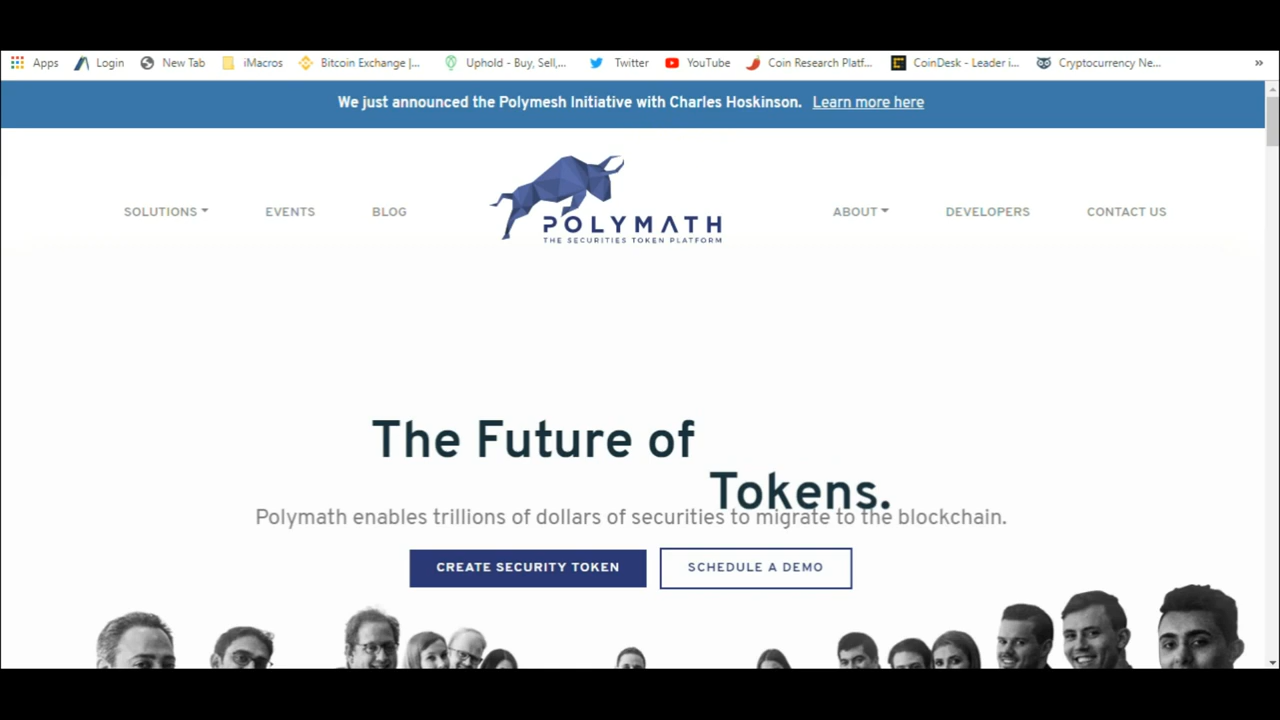 Apps Login New Tab iMacros Bitcoin Exchange |... Uphold - Buy, Sell,... Twitter YouTube Coin Research Platf... CoinDesk - Leader i... Cryptocurrency Ne... »
We just announced the Polymesh Initiative with Charles Hoskinson. Learn more here
SOLUTIONS EVENTS BLOG POLYMATH ABOUT DEVELOPERS CONTACT US
THE SECURITIES TOKEN PLATFORM
The Future of
Tokens.
Polymath enables trillions of dollars of securities to migrate to the blockchain.
CREATE SECURITY TOKEN SCHEDULE A DEMO